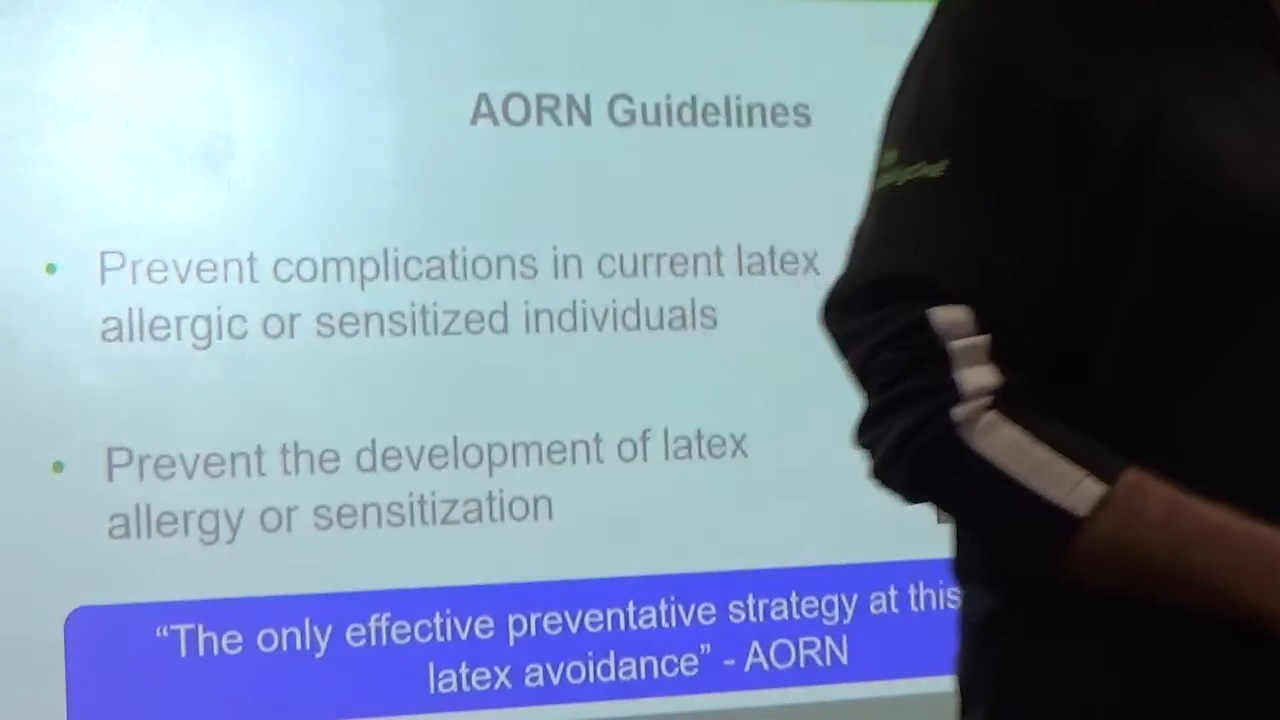 AORN Guidelines
• Prevent complications in current latex
allergic or sensitized individuals
• Prevent the development of latex
allergy or sensitization
“The only effective preventative strategy at this
latex avoidance” - AORN